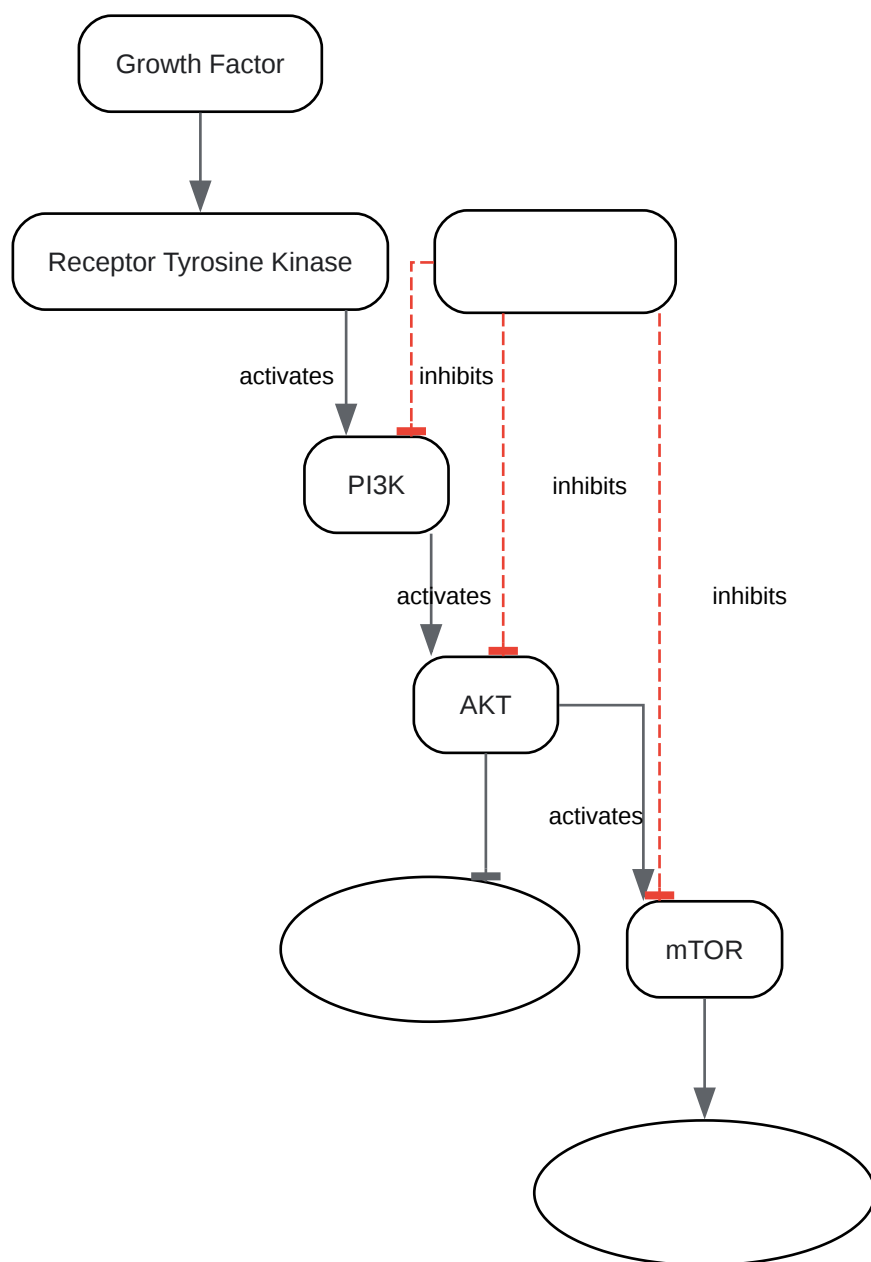 Growth Factor
Receptor Tyrosine Kinase
activates
inhibits
PI3K
inhibits
activates
inhibits
AKT
activates
mTOR